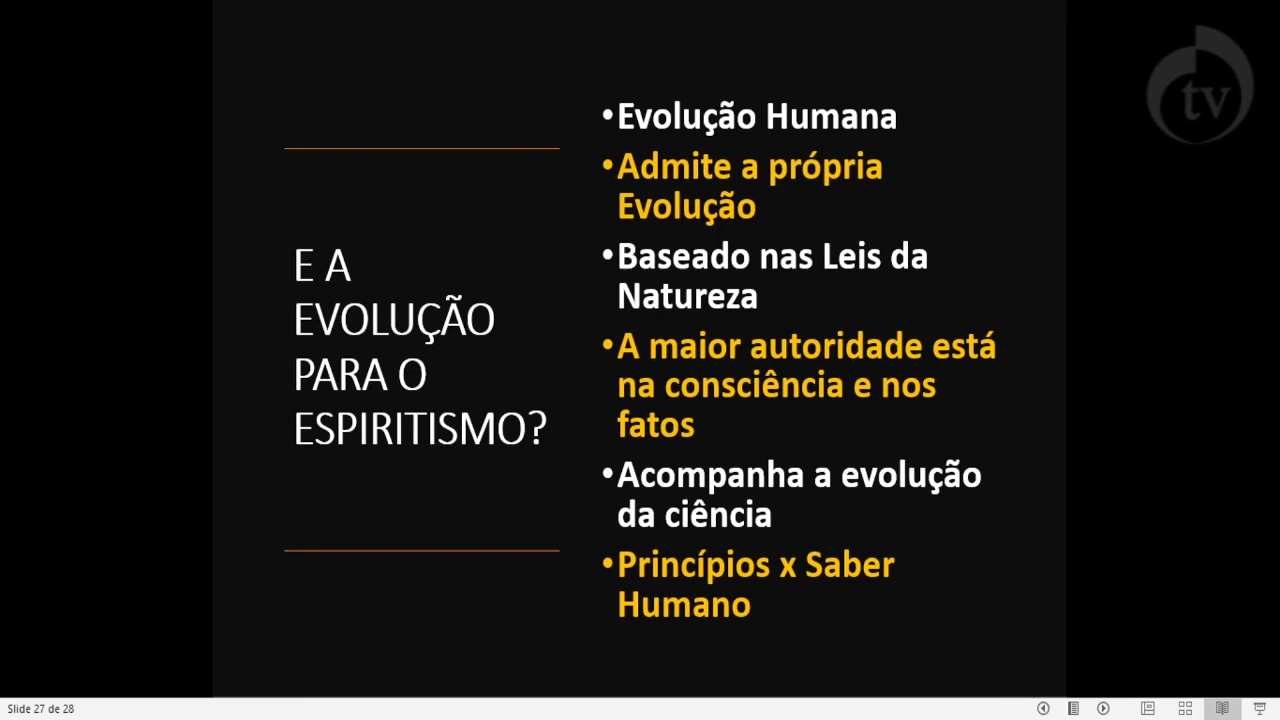 tv
E A
EVOLUÇÃO
PARA O
ESPIRITISMO?
•Evolução Humana
•Admite a própria
Evolução
•Baseado nas Leis da
Natureza
•A maior autoridade está
na consciência e nos
fatos
•Acompanha a evolução
da ciência
•Princípios x Saber
Humano
Slide 27 de 28